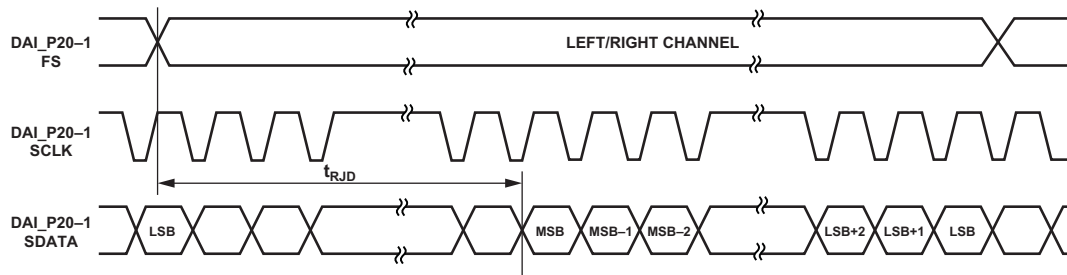 DAI_P20–1
FS
LEFT/RIGHT CHANNEL
DAI_P20–1
SCLK
tRJD
DAI_P20–1
SDATA
LSB
MSB
MSB–1
MSB–2
LSB+2
LSB+1
LSB